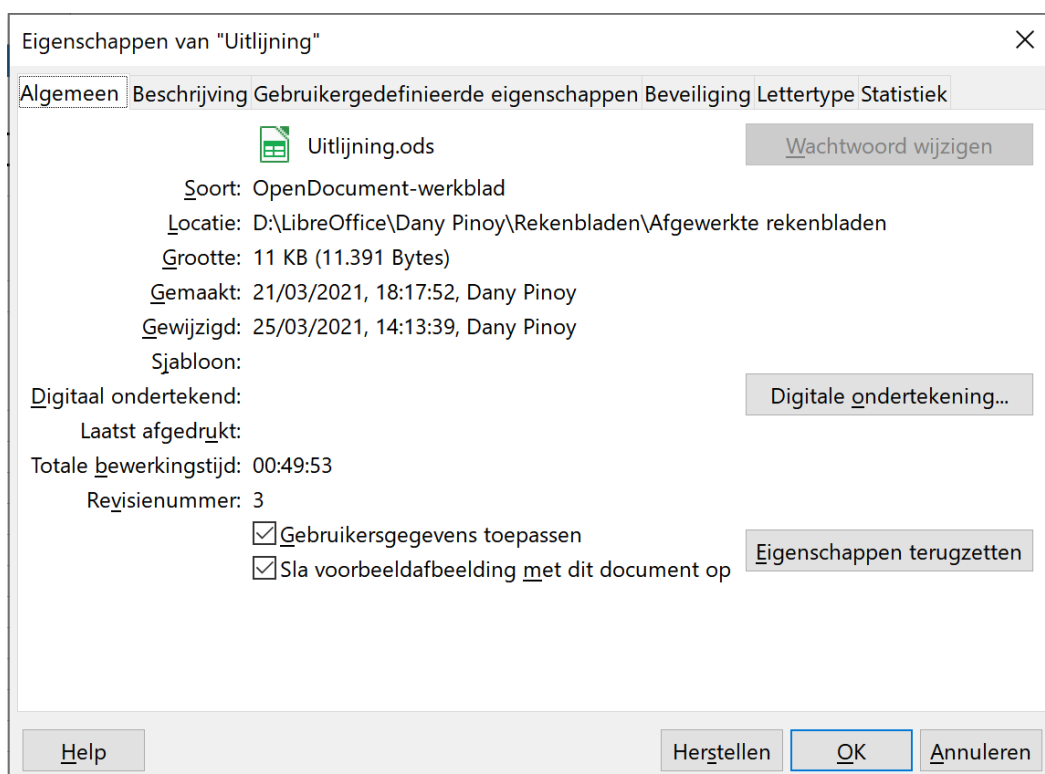 Eigenschappen van "Uitlijning"
Algemeen Beschrijving Gebruikergedefinieerde eigenschappen Beveiliging Lettertype Statistiek
Uitlijning.ods Wachtwoord wijzigen
Soort: OpenDocument-werkblad
Locatie: D:\LibreOffice\Dany Pinoy\Rekenbladen\Afgewerkte rekenbladen
Grootte: 11 KB (11.391 Bytes)
Gemaakt: 21/03/2021, 18:17:52, Dany Pinoy
Gewijzigd: 25/03/2021, 14:13:39, Dany Pinoy
Sjabloon:
Digitaal ondertekend: Digitale ondertekening...
Laatst afgedrukt:
Totale bewerkingstijd: 00:49:53
Revisienummer: 3
Gebruikersgegevens toepassen
Eigenschappen terugzetten
Sla voorbeeldafbeelding met dit document op
Help Herstellen OK Annuleren